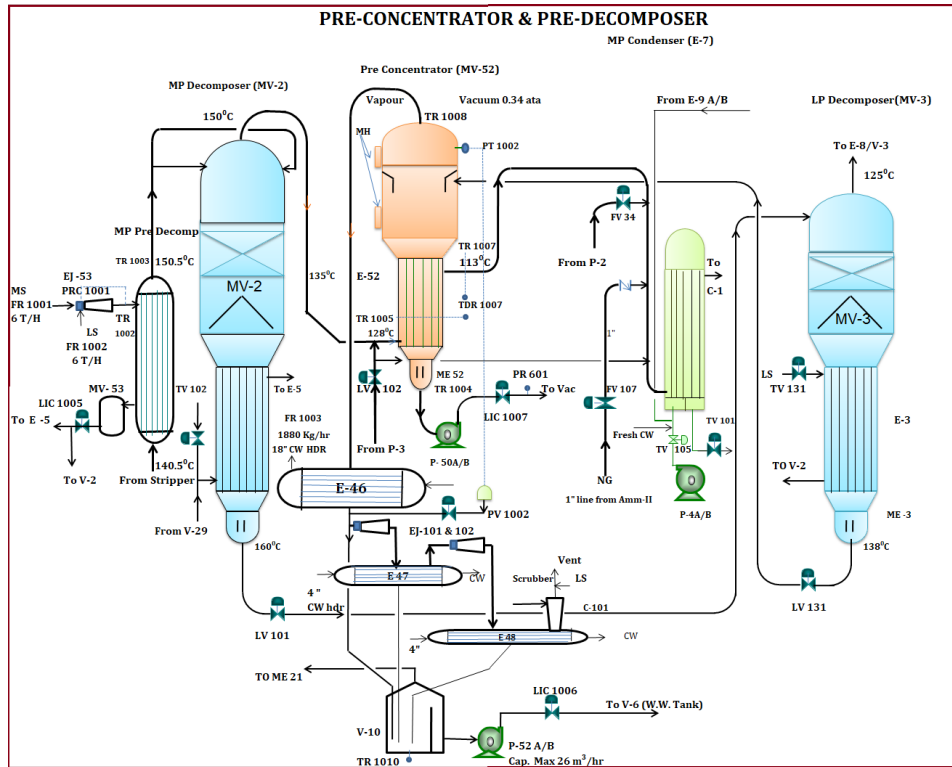 PRE-CONCENTRATOR & PRE-DECOMPOSER
MP Condenser (E-7)
MP Decomposer (MV-2)
Pre Concentrator (MV-52)
Vapour
Vacuum 0.34 ata
From E-9 A/B
LP Decomposer(MV-3)
150⁰C
TR 1008
MH
PT 1002
To E-8/V-3
125⁰C
FV 34
MP Pre Decomp
TR 1003
150.5⁰C
TR 1007
113⁰C
From P-2
To
C-1
EJ-53
PRC 1001
MS
FR 1001
6 T/H
LS
FR 1002
6 T/H
TR
1002
MV-2
135⁰C
E-52
TDR 1007
TR 1005
128⁰C
1"
MV-3
MV- 53
LIC 1005
TV 102
To E-5
LVA 102
ME 52
TR 1004
PR 601
To Vac
LIC 1007
FV 107
LS
TV 131
To E -5
FR 1003
1880 Kg/hr
18" CW HDR
Fresh CW
TV 101
TV 105
E-3
To V-2
140.5⁰C
From Stripper
From P-3
P- 50A/B
NG
1" line from Amm-II
P-4A/B
TO V-2
E-46
PV 1002
ME -3
From V-29
160⁰C
EJ-101 & 102
138⁰C
E 47
CW
Vent
Scrubber
LS
C-101
4 "
CW hdr
LV 101
LV 131
4"
E 48
CW
TO ME 21
LIC 1006
To V-6 (W.W. Tank)
V-10
P-52 A/B
Cap. Max 26 m³/hr
TR 1010